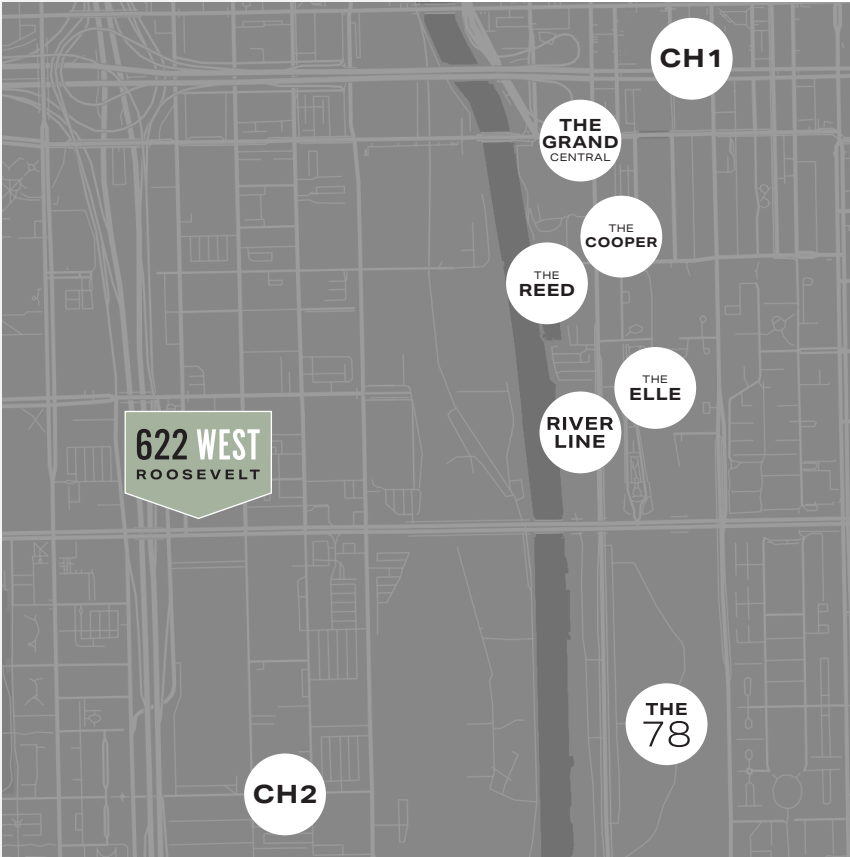 CH1
THE
GRAND
CENTRAL
THE
COOPER
THE
REED
THE
ELLE
RIVER
LINE
622 WEST
ROOSEVELT
THE
78
CH2